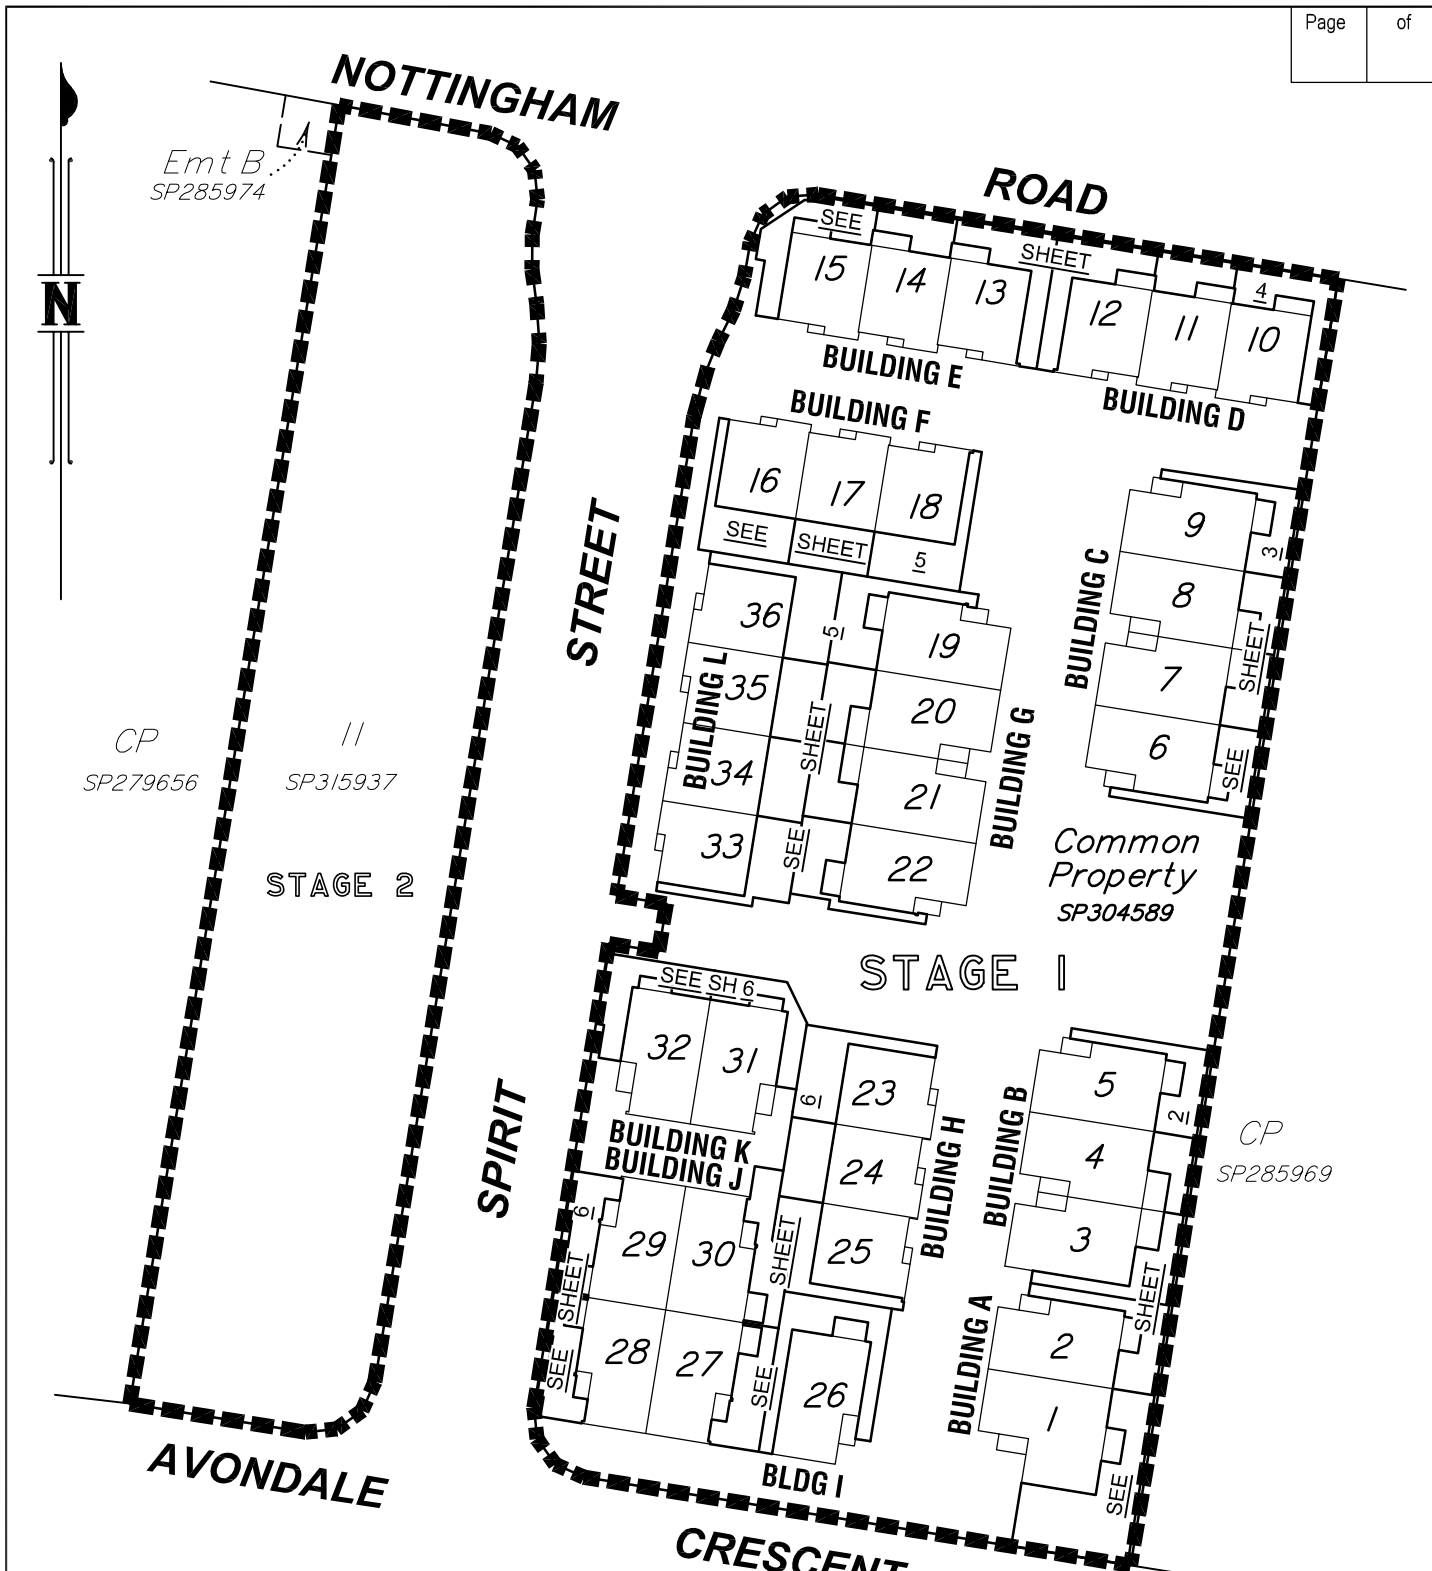 Page of
NOTTINGHAM
ROAD
N
Emt B
SP285974
SEE
SHEET
4
15
14
13
12
11
10
BUILDING E
BUILDING D
BUILDING F
16
17
18
SEE
SHEET
5
STREET
BUILDING C
9
8
7
6
3
SHEET
SEE
36
35
34
33
BUILDING L
5
SHEET
SEE
19
20
21
22
BUILDING G
CP
SP279656
11
SP315937
STAGE 2
Common
Property
SP304589
STAGE 1
SEE SH 6
32
31
BUILDING K
BUILDING J
SPIRIT
6
SHEET
SEE
23
24
25
BUILDING H
BUILDING B
5
4
3
2
SHEET
SEE
CP
SP285969
6
SHEET
SEE
29
30
28
27
26
BLDG I
BUILDING A
2
1
AVONDALE
CRESCENT